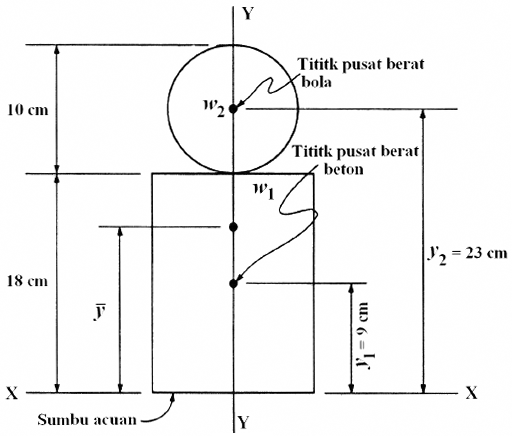 Y
Tititk pusat berat
bola
10 cm
w2
Tititk pusat berat
beton
w1
y2 = 23 cm
18 cm
y̅
y1 = 9 cm
X
X
Sumbu acuan
Y